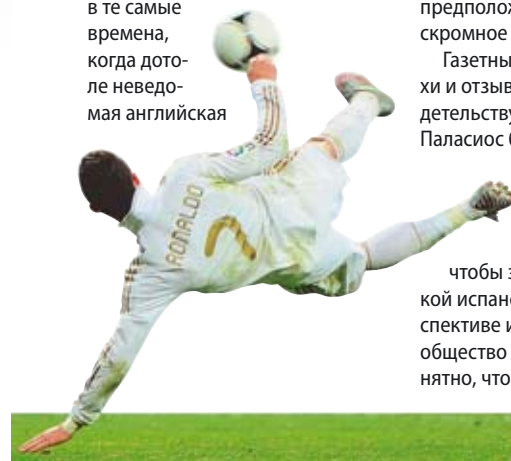 в те самые
времена,
когда дото-
ле неведо-
мая английская
RONALDO
7
предполож
скромное
Газетны
хи и отзыв
детельству
Паласиос
чтобы з
кой испан
спективе и
общество
нятно, что